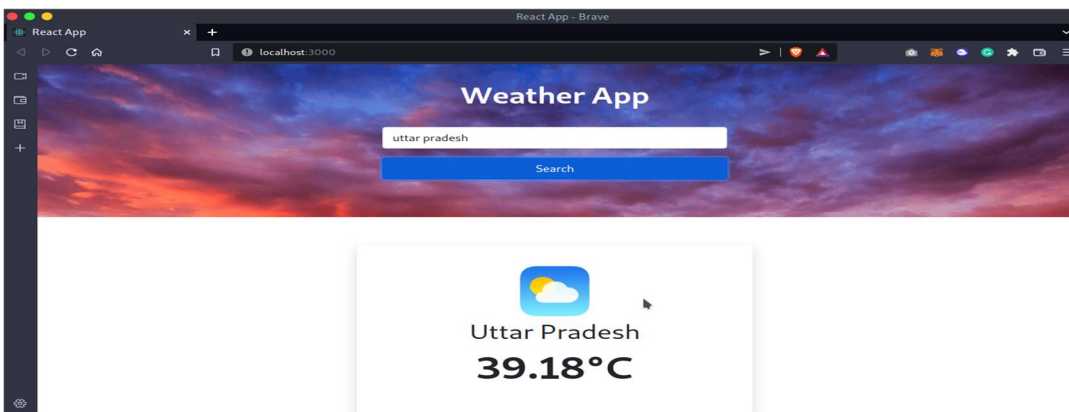 React App - Brave
React App
localhost:3000
Weather App
uttar pradesh
Search
Uttar Pradesh
39.18°C